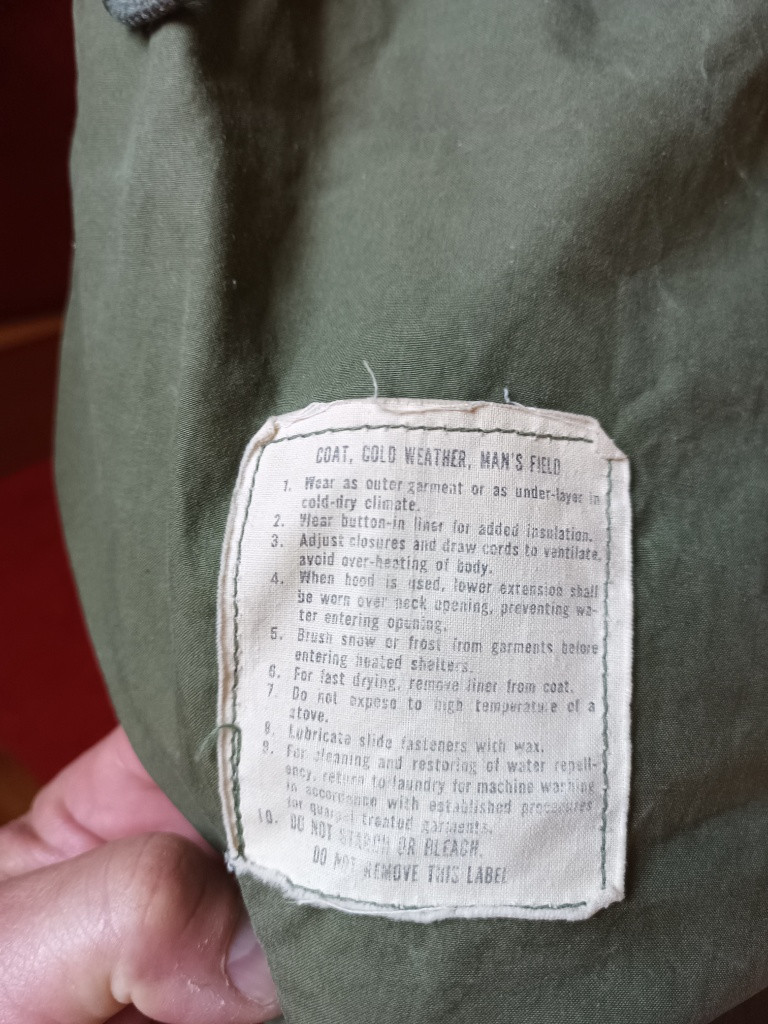 COAT, COLD WEATHER, MAN'S FIELD
1. Wear as outer garment or as under-layer in
cold-dry climate.
2. Wear button-in liner for added insulation.
3. Adjust closures and draw cords to ventilate,
avoid over-heating of body.
4. When hood is used, lower extension shall
be worn over neck opening, preventing wa-
ter entering opening.
5. Brush snow or frost from garments before
entering heated shelters.
6. For fast drying, remove liner from coat.
7. Do not expose to high temperature of a
stove.
8. Lubricate slide fasteners with wax.
9. For cleaning and restoring of water repell-
ency, return to laundry for machine washing
in accordance with established procedures
for quarpel treated garments.
10. DO NOT STARCH OR BLEACH.
DO NOT REMOVE THIS LABEL